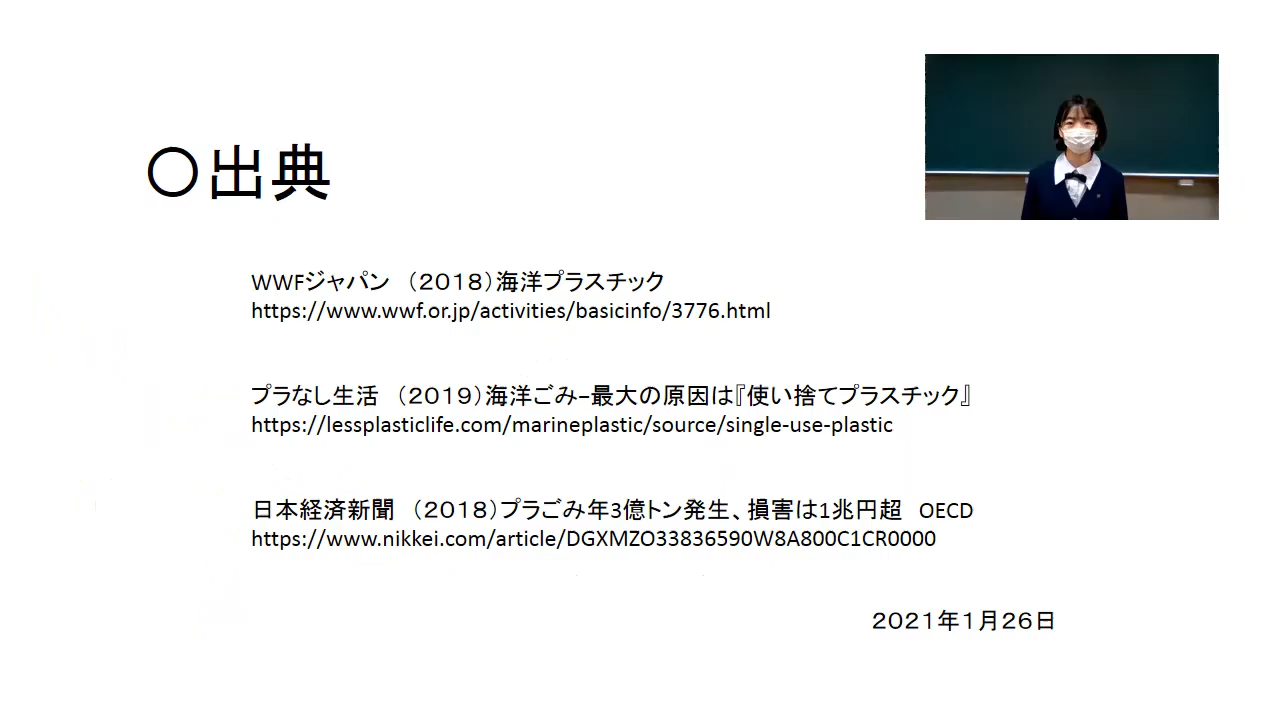 〇出典
WWFジャパン　（２０１８）海洋プラスチック
https://www.wwf.or.jp/activities/basicinfo/3776.html
プラなし生活　（２０１９）海洋ごみ–最大の原因は『使い捨てプラスチック』
https://lessplasticlife.com/marineplastic/source/single-use-plastic
日本経済新聞　（２０１８）プラごみ年3億トン発生、損害は1兆円超　OECD
https://www.nikkei.com/article/DGXMZO33836590W8A800C1CR0000
２０２１年１月２６日